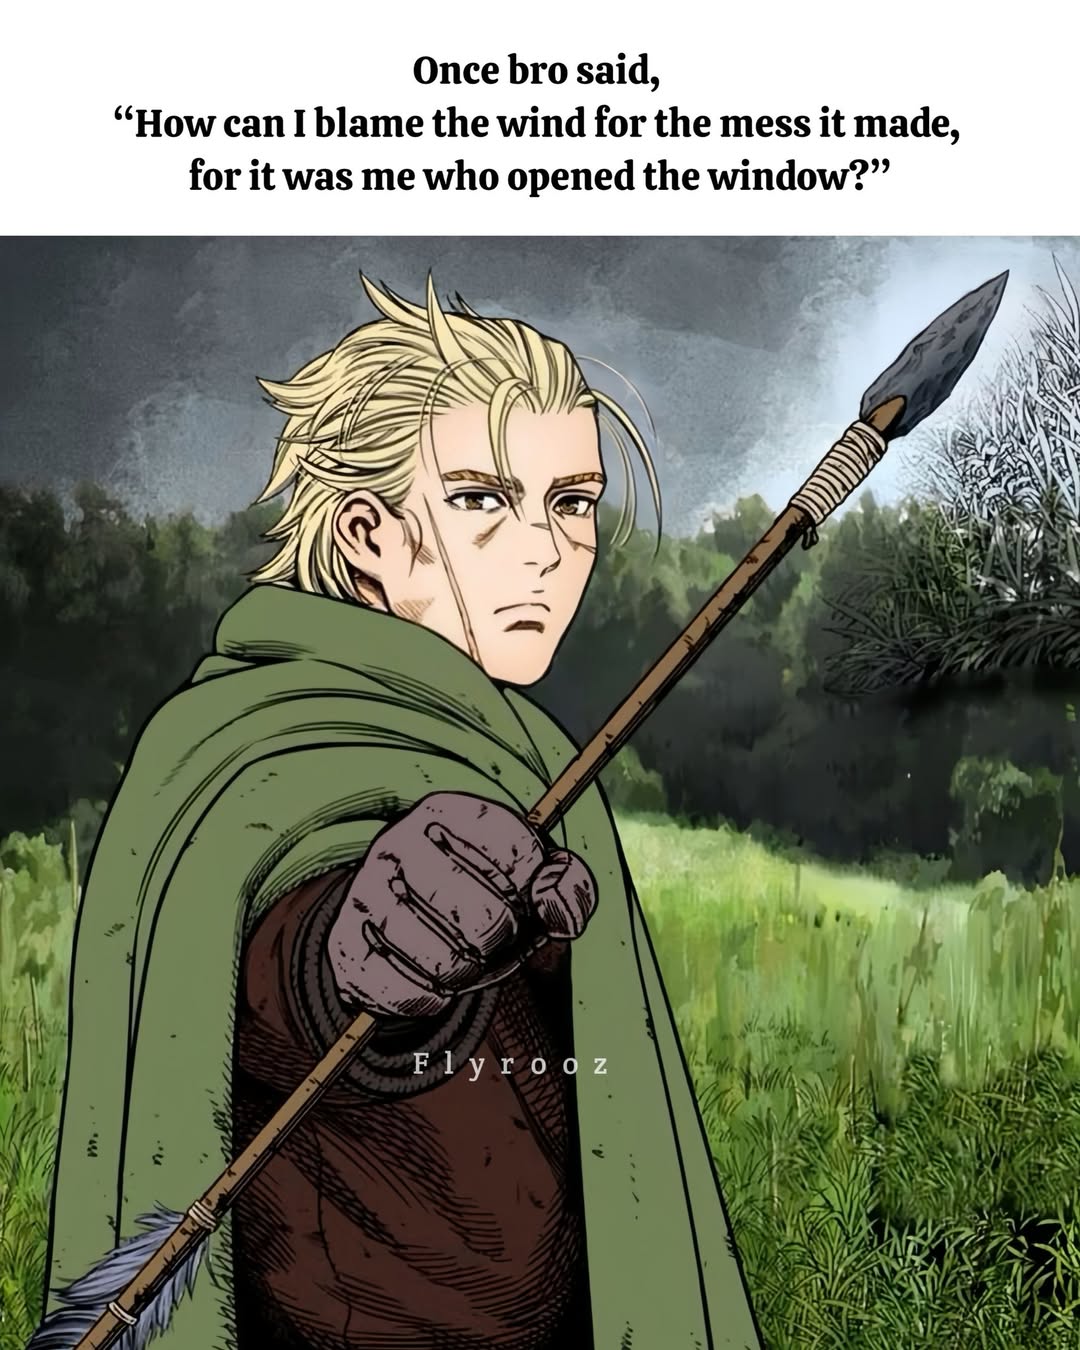 Once bro said,
“How can I blame the wind for the mess it made,
for it was me who opened the window?”
Flyrooz